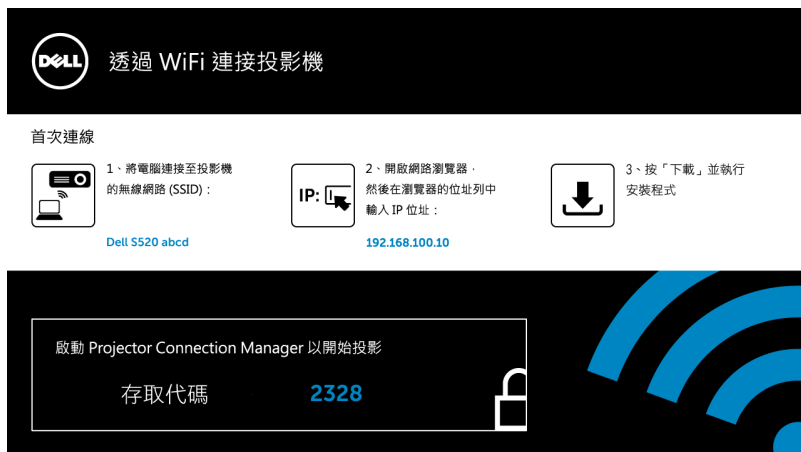 DELL
透過 WiFi 連接投影機
首次連線
1、將電腦連接至投影機
的無線網路 (SSID)：
Dell S520 abcd
IP:
2、開啟網路瀏覽器，
然後在瀏覽器的位址列中
輸入 IP 位址：
192.168.100.10
3、按「下載」並執行
安裝程式
啟動 Projector Connection Manager 以開始投影
存取代碼 2328